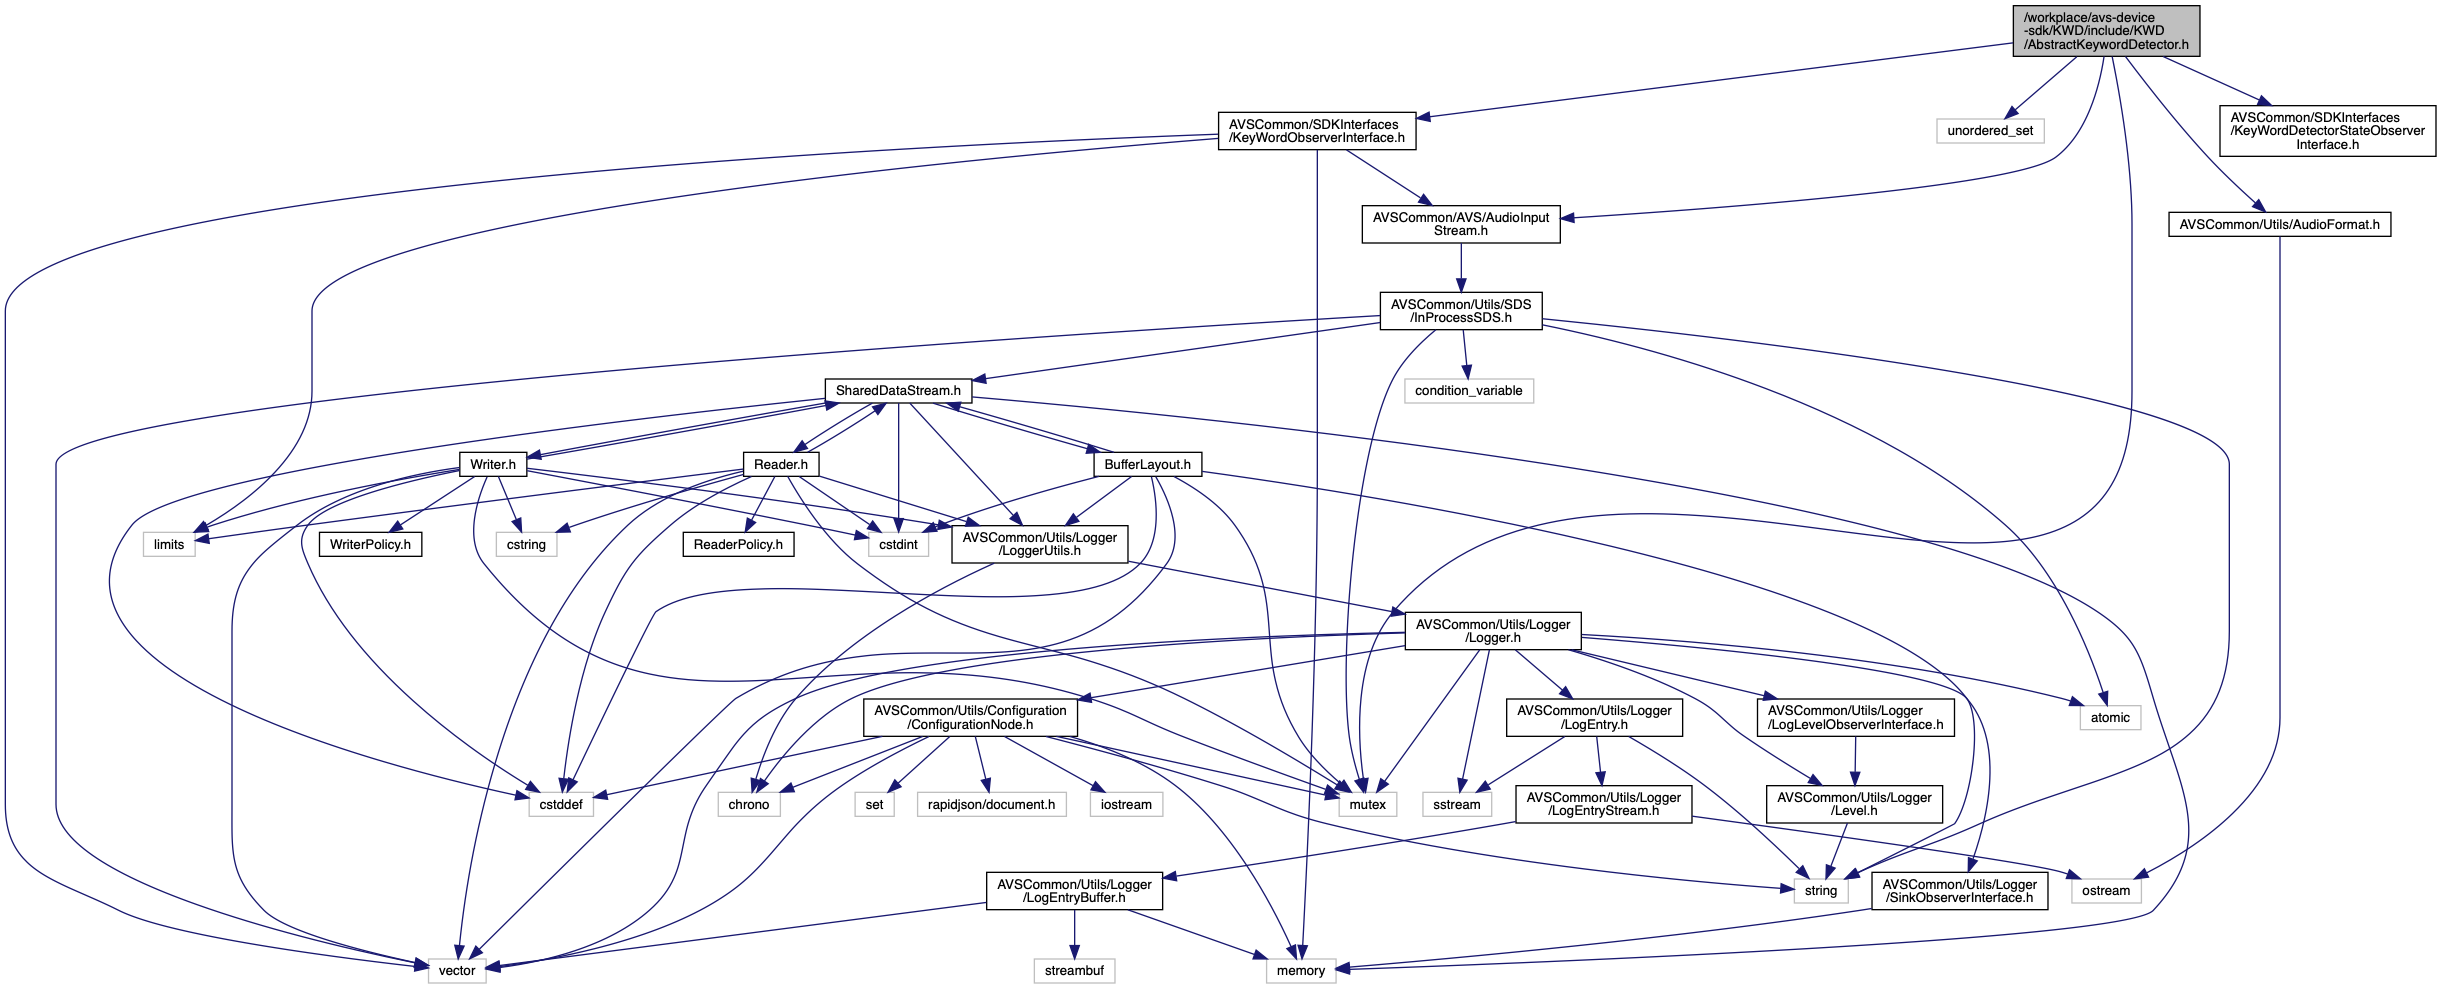 /workplace/avs-device
-sdk/KWD/include/KWD
/AbstractKeywordDetector.h
AVSCommon/SDKInterfaces
/KeyWordObserverInterface.h
unordered_set
AVSCommon/SDKInterfaces
/KeyWordDetectorStateObserver
Interface.h
AVSCommon/AVS/AudioInput
Stream.h
AVSCommon/Utils/AudioFormat.h
AVSCommon/Utils/SDS
/InProcessSDS.h
SharedDataStream.h
condition_variable
Writer.h
Reader.h
BufferLayout.h
limits
WriterPolicy.h
cstring
ReaderPolicy.h
cstdint
AVSCommon/Utils/Logger
/LoggerUtils.h
AVSCommon/Utils/Logger
/Logger.h
AVSCommon/Utils/Configuration
/ConfigurationNode.h
AVSCommon/Utils/Logger
/LogEntry.h
AVSCommon/Utils/Logger
/LogLevelObserverInterface.h
atomic
cstddef
chrono
set
rapidjson/document.h
iostream
mutex
sstream
AVSCommon/Utils/Logger
/LogEntryStream.h
AVSCommon/Utils/Logger
/Level.h
AVSCommon/Utils/Logger
/LogEntryBuffer.h
string
AVSCommon/Utils/Logger
/SinkObserverInterface.h
ostream
vector
streambuf
memory